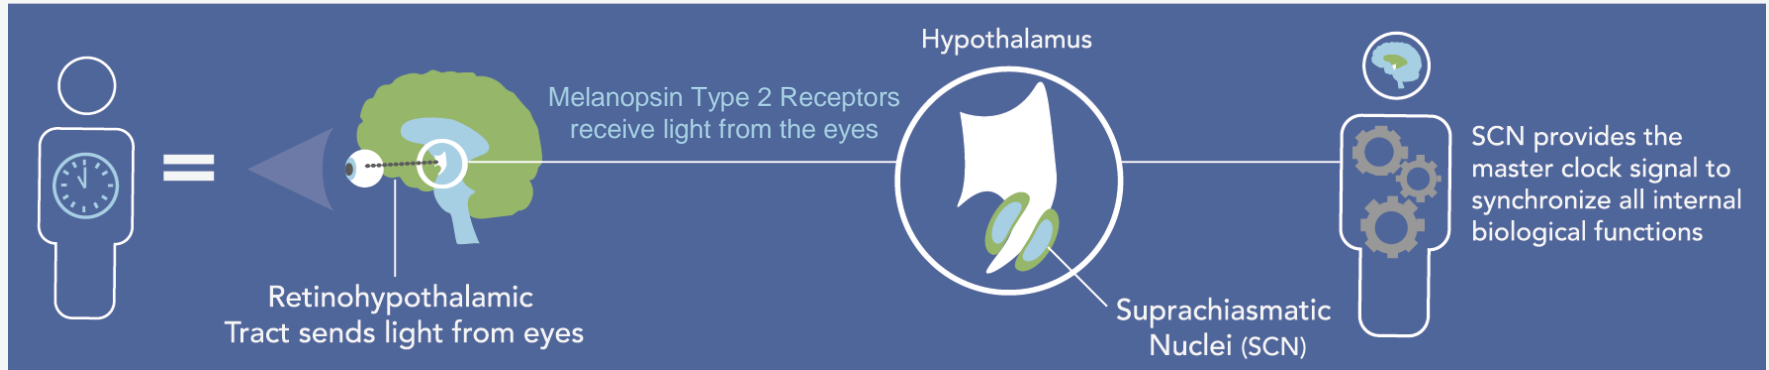 Retinohypothalamic
Tract sends light from eyes
Melanopsin Type 2 Receptors
receive light from the eyes
Hypothalamus
Suprachiasmatic
Nuclei (SCN)
SCN provides the
master clock signal to
synchronize all internal
biological functions